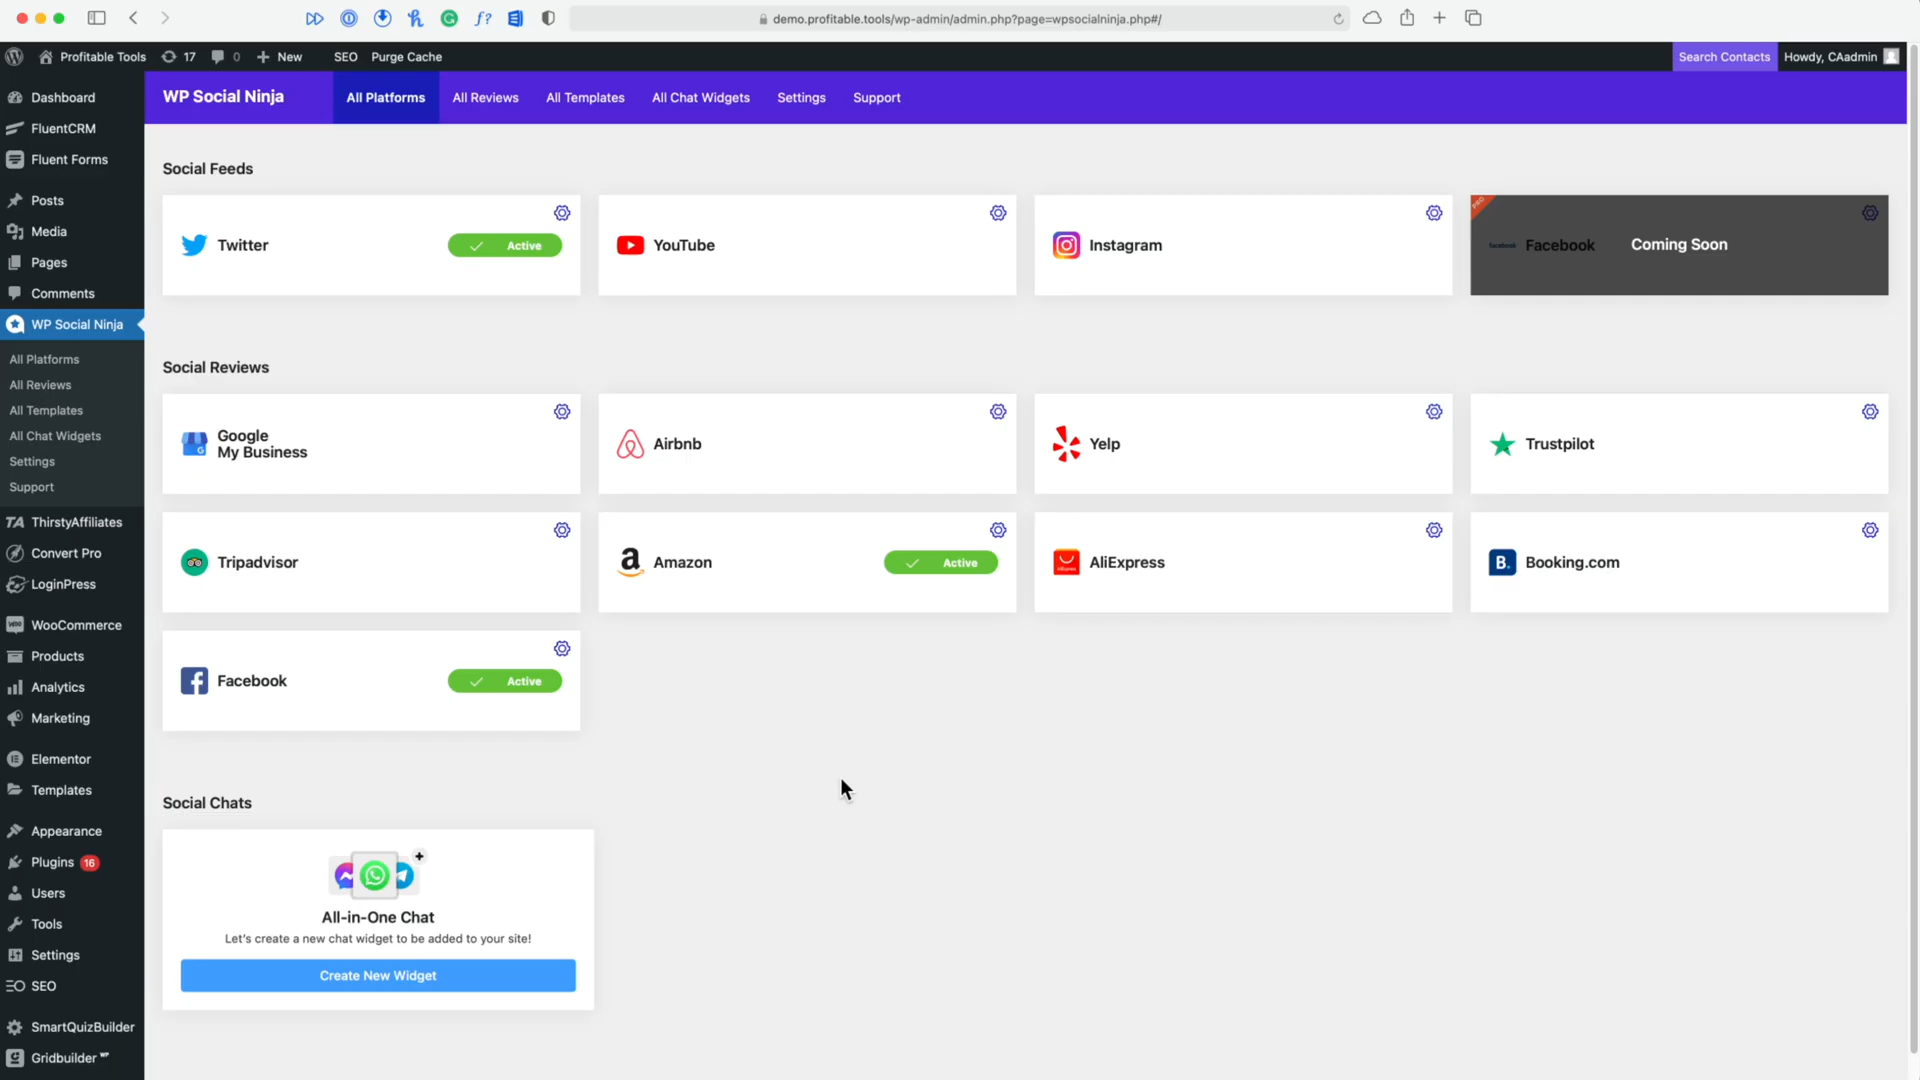 demo.profitable.tools/wp-admin/admin.php?page=wpsocialninja.php#/
Profitable Tools
17
0
New
SEO
Purge Cache
Search Contacts
Howdy, CAadmin
Dashboard
FluentCRM
Fluent Forms
Posts
Media
Pages
Comments
WP Social Ninja
All Platforms
All Reviews
All Templates
All Chat Widgets
Settings
Support
ThirstyAffiliates
Convert Pro
LoginPress
WooCommerce
Products
Analytics
Marketing
Elementor
Templates
Appearance
Plugins 16
Users
Tools
Settings
SEO
SmartQuizBuilder
Gridbuilder WP
WP Social Ninja
All Platforms
All Reviews
All Templates
All Chat Widgets
Settings
Support
Social Feeds
Twitter
Active
YouTube
Instagram
PRO
facebook
Facebook
Coming Soon
Social Reviews
Google
My Business
Airbnb
Yelp
Trustpilot
Tripadvisor
Amazon
Active
AliExpress
Booking.com
Facebook
Active
Social Chats
All-in-One Chat
Let's create a new chat widget to be added to your site!
Create New Widget